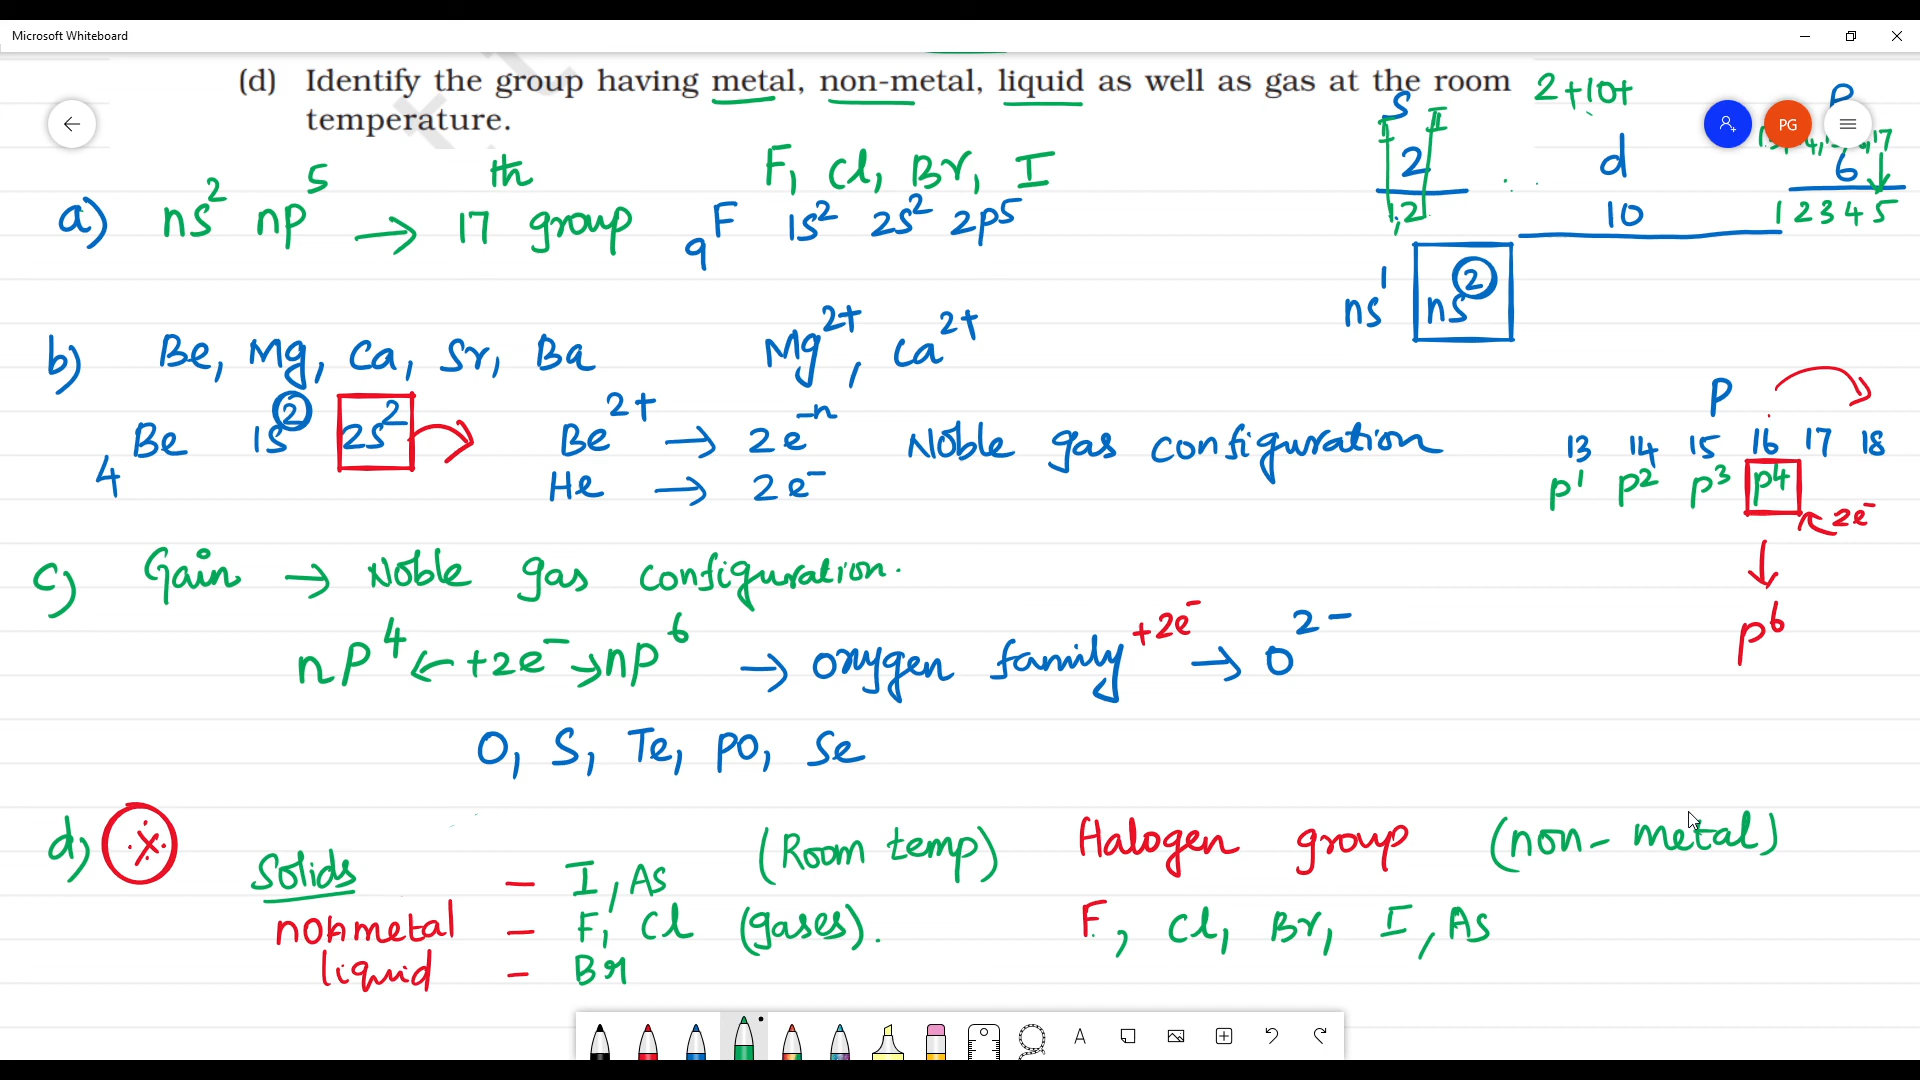 Microsoft Whiteboard
(d) Identify the group having metal, non-metal, liquid as well as gas at the room
temperature.
2+10+
S
I II
P
PG
17
2
d
6
1,2
10
1 2 3 4 5
a) ns² np⁵ → 17th group
F, Cl, Br, I
₉F 1s² 2s² 2p⁵
ns¹ ns²
b) Be, Mg, Ca, Sr, Ba Mg²⁺, Ca²⁺
₄Be 1s² 2s² Be²⁺ → 2e⁻ⁿ Noble gas configuration
He → 2e⁻
P
13 14 15 16 17 18
p¹ p² p³ p⁴
2e⁻
p⁶
c) Gain → Noble gas configuration.
np⁴ ← +2e⁻ → np⁶ → oxygen family +2e⁻ → O²⁻
O, S, Te, PO, Se
d) Solids - I, As (Room temp) Halogen group (non-metal)
nonmetal - F, Cl (gases). F, Cl, Br, I, As
liquid - Br
A